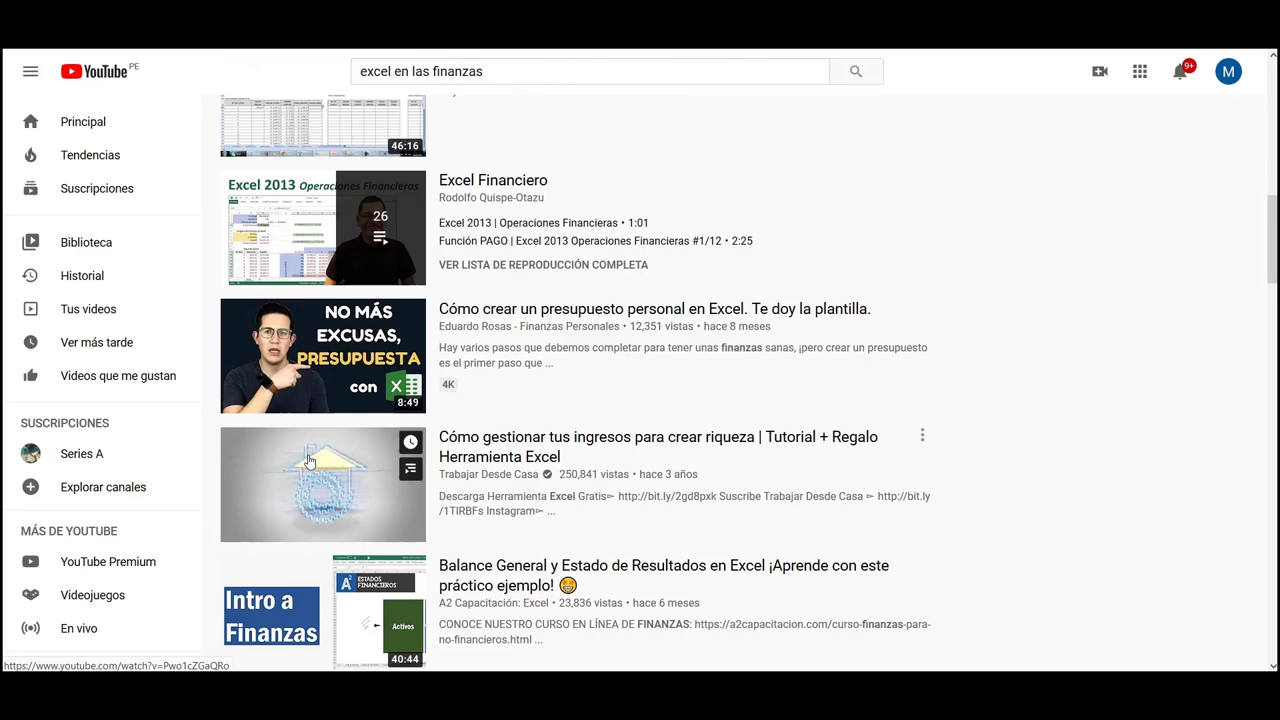 YouTube PE
excel en las finanzas
9+
M
Principal
Tendencias
Suscripciones
Biblioteca
Historial
Tus videos
Ver más tarde
Videos que me gustan
SUSCRIPCIONES
Series A
Explorar canales
MÁS DE YOUTUBE
YouTube Premium
Videojuegos
En vivo
46:16
Excel 2013 Operaciones Financieras
26
Excel Financiero
Rodolfo Quispe-Otazu
Excel 2013 | Operaciones Financieros • 1:01
unción PAGO | Excel 2013 Operaciones Financieras #1/12 • 2:25
VER LISTA DE REPRODUCCIÓN COMPLETA
NO MÁS
EXCUSAS,
PRESUPUESTA
con
8:49
Cómo crear un presupuesto personal en Excel. Te doy la plantilla.
Eduardo Rosas - Finanzas Personales • 12,351 vistas • hace 8 meses
Hay varios pasos que debemos completar para tener unas finanzas sanas, ¡pero crear un presupuesto
es el primer paso que ...
4K
Cómo gestionar tus ingresos para crear riqueza | Tutorial + Regalo
Herramienta Excel
Trabajar Desde Casa 250,841 vistas • hace 3 años
Descarga Herramienta Excel Gratis► http://bit.ly/2gd8pxk Suscribe Trabajar Desde Casa ► http://bit.ly
/1TIRBFs Instagram► ...
Intro a
Finanzas
A²
ESTADOS
FINANCIEROS
Activos
40:44
Balance General y Estado de Resultados en Excel ¡Aprende con este
práctico ejemplo! 😁
A2 Capacitación: Excel • 23,836 vistas • hace 6 meses
CONOCE NUESTRO CURSO EN LÍNEA DE FINANZAS: https://a2capacitacion.com/curso-finanzas-para-
no-financieros.html ...
https://www.youtube.com/watch?v=Pwo1cZGaQRo